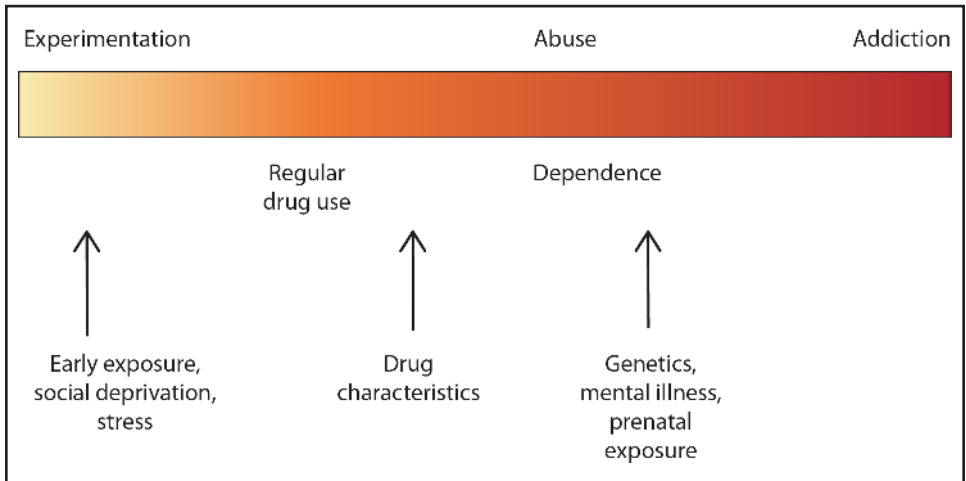 Experimentation Abuse Addiction
Regular
drug use
Dependence
Early exposure,
social deprivation,
stress
Drug
characteristics
Genetics,
mental illness,
prenatal
exposure